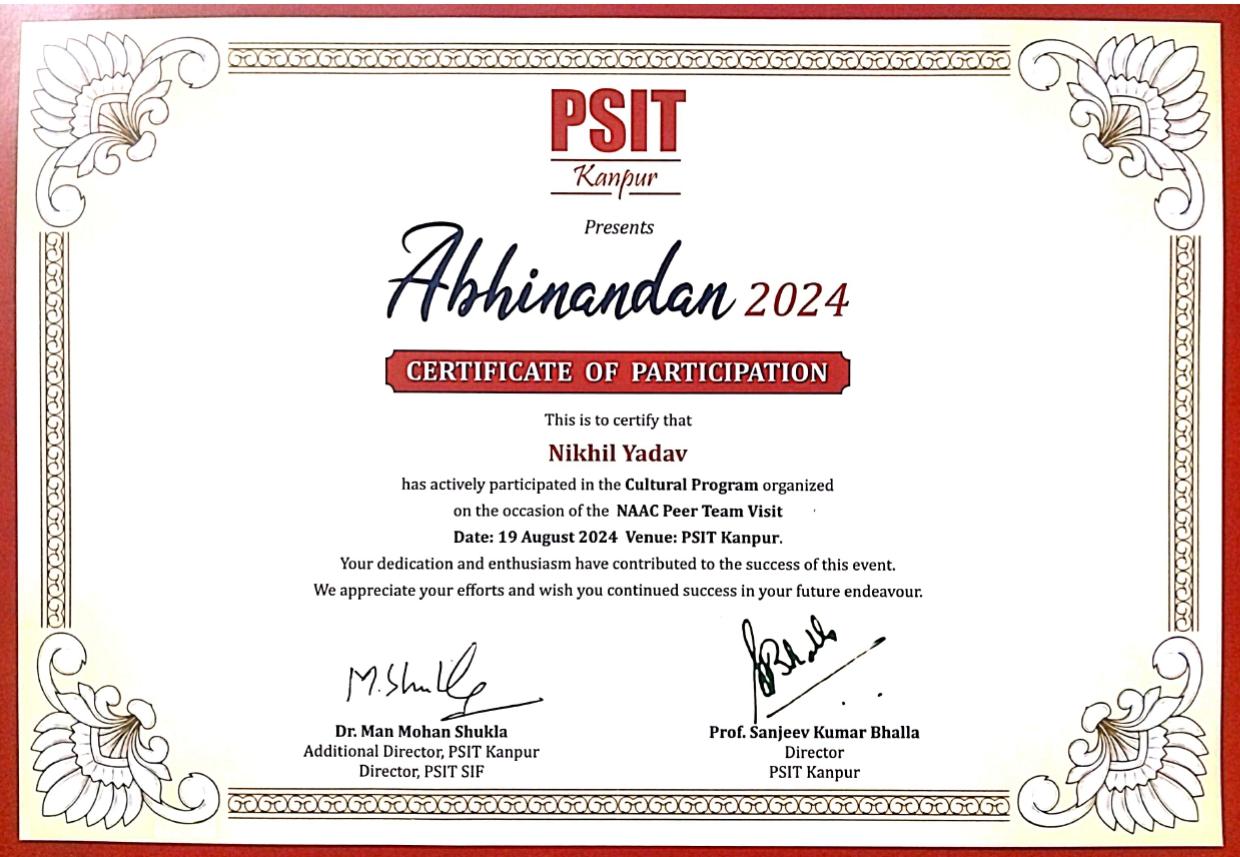 PSIT
Kanpur
Presents
Abhinandan 2024
CERTIFICATE OF PARTICIPATION
This is to certify that
Nikhil Yadav
has actively participated in the Cultural Program organized
on the occasion of the NAAC Peer Team Visit
Date: 19 August 2024 Venue: PSIT Kanpur.
Your dedication and enthusiasm have contributed to the success of this event.
We appreciate your efforts and wish you continued success in your future endeavour.
M. Shukla
Bhalla
Dr. Man Mohan Shukla
Prof. Sanjeev Kumar Bhalla
Additional Director, PSIT Kanpur
Director
Director, PSIT SIF
PSIT Kanpur